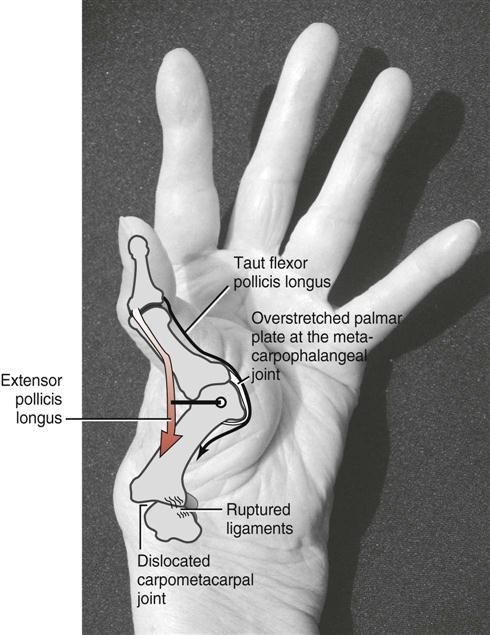 Taut flexor
pollicis longus
Overstretched palmar
plate at the meta-
carpophalangeal
joint
Extensor
pollicis
longus
Ruptured
ligaments
Dislocated
carpometacarpal
joint